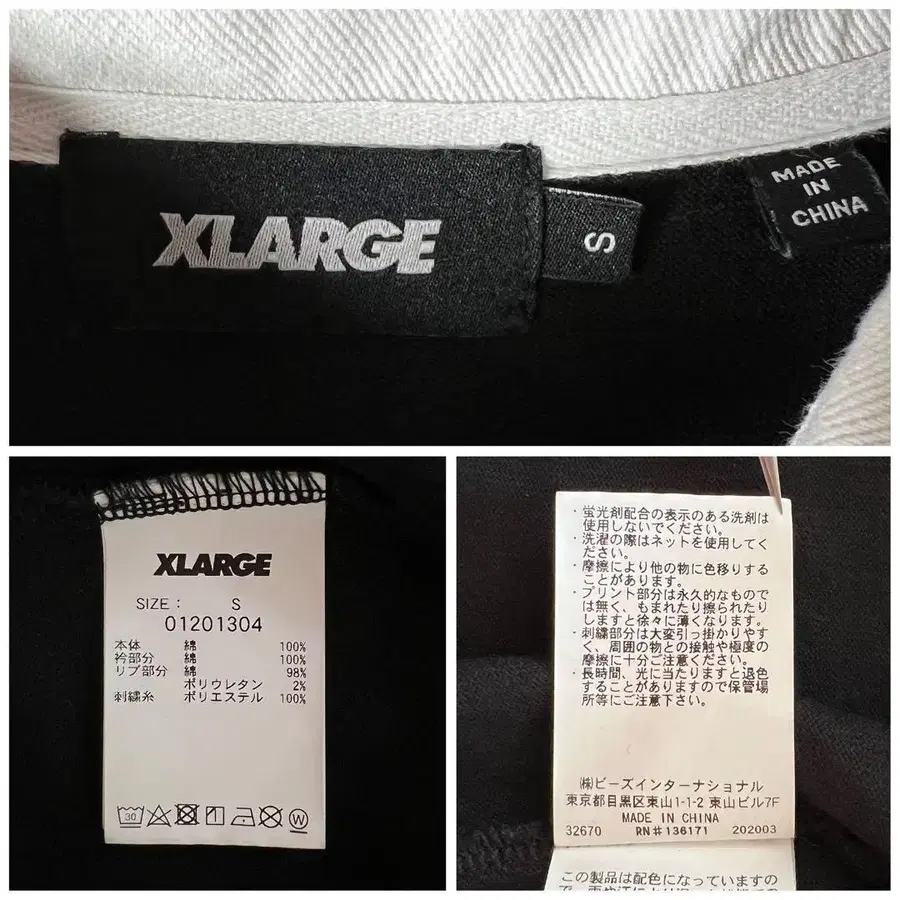 XLARGE
S
MADE
IN
CHINA
XLARGE
SIZE : S
01201304
本体 綿 100%
衿部分 綿 100%
リブ部分 綿 98%
ポリウレタン 2%
刺繍糸 ポリエステル 100%
30
W
・蛍光剤配合の表示のある洗剤は
使用しないでください。
・洗濯の際はネットを使用してく
ださい。
・摩擦により他の物に色移りする
ことがあります。
・プリント部分は永久的なもので
は無く、もまれたり擦られたり
しますと徐々に薄くなります。
・刺繍部分は大変引っ掛かりやす
く、周囲の物との接触や極度の
摩擦に十分ご注意ください。
・長時間、光に当たりますと退色
することがありますので保管場
所等にご注意下さい。
㈱ビーズインターナショナル
東京都目黒区東山1-1-2 東山ビル7F
MADE IN CHINA
32670 RN#136171 202003
この製品は配色になっていますの